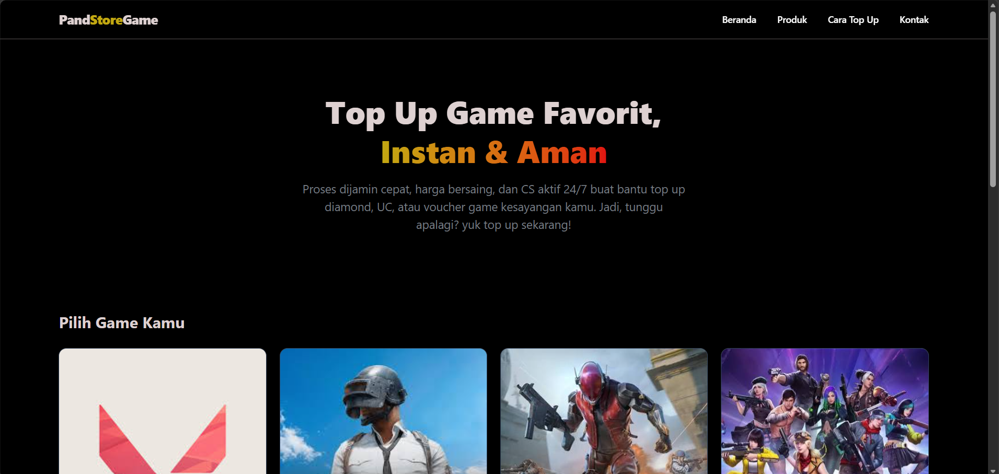 PandStoreGame
Beranda
Produk
Cara Top Up
Kontak
Top Up Game Favorit,
Instan & Aman
Proses dijamin cepat, harga bersaing, dan CS aktif 24/7 buat bantu top up
diamond, UC, atau voucher game kesayangan kamu. Jadi, tunggu
apalagi? yuk top up sekarang!
Pilih Game Kamu